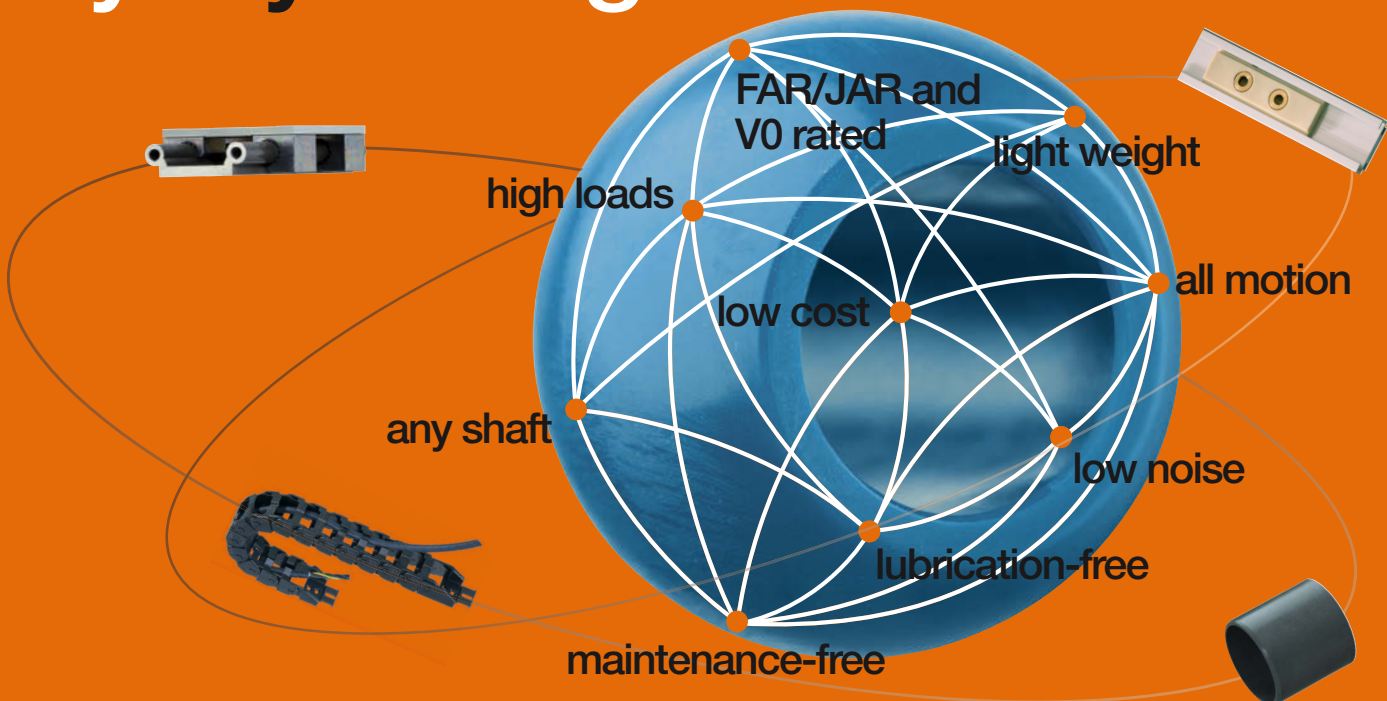 FAR/JAR and
V0 rated
light weight
high loads
all motion
low cost
any shaft
low noise
lubrication-free
maintenance-free